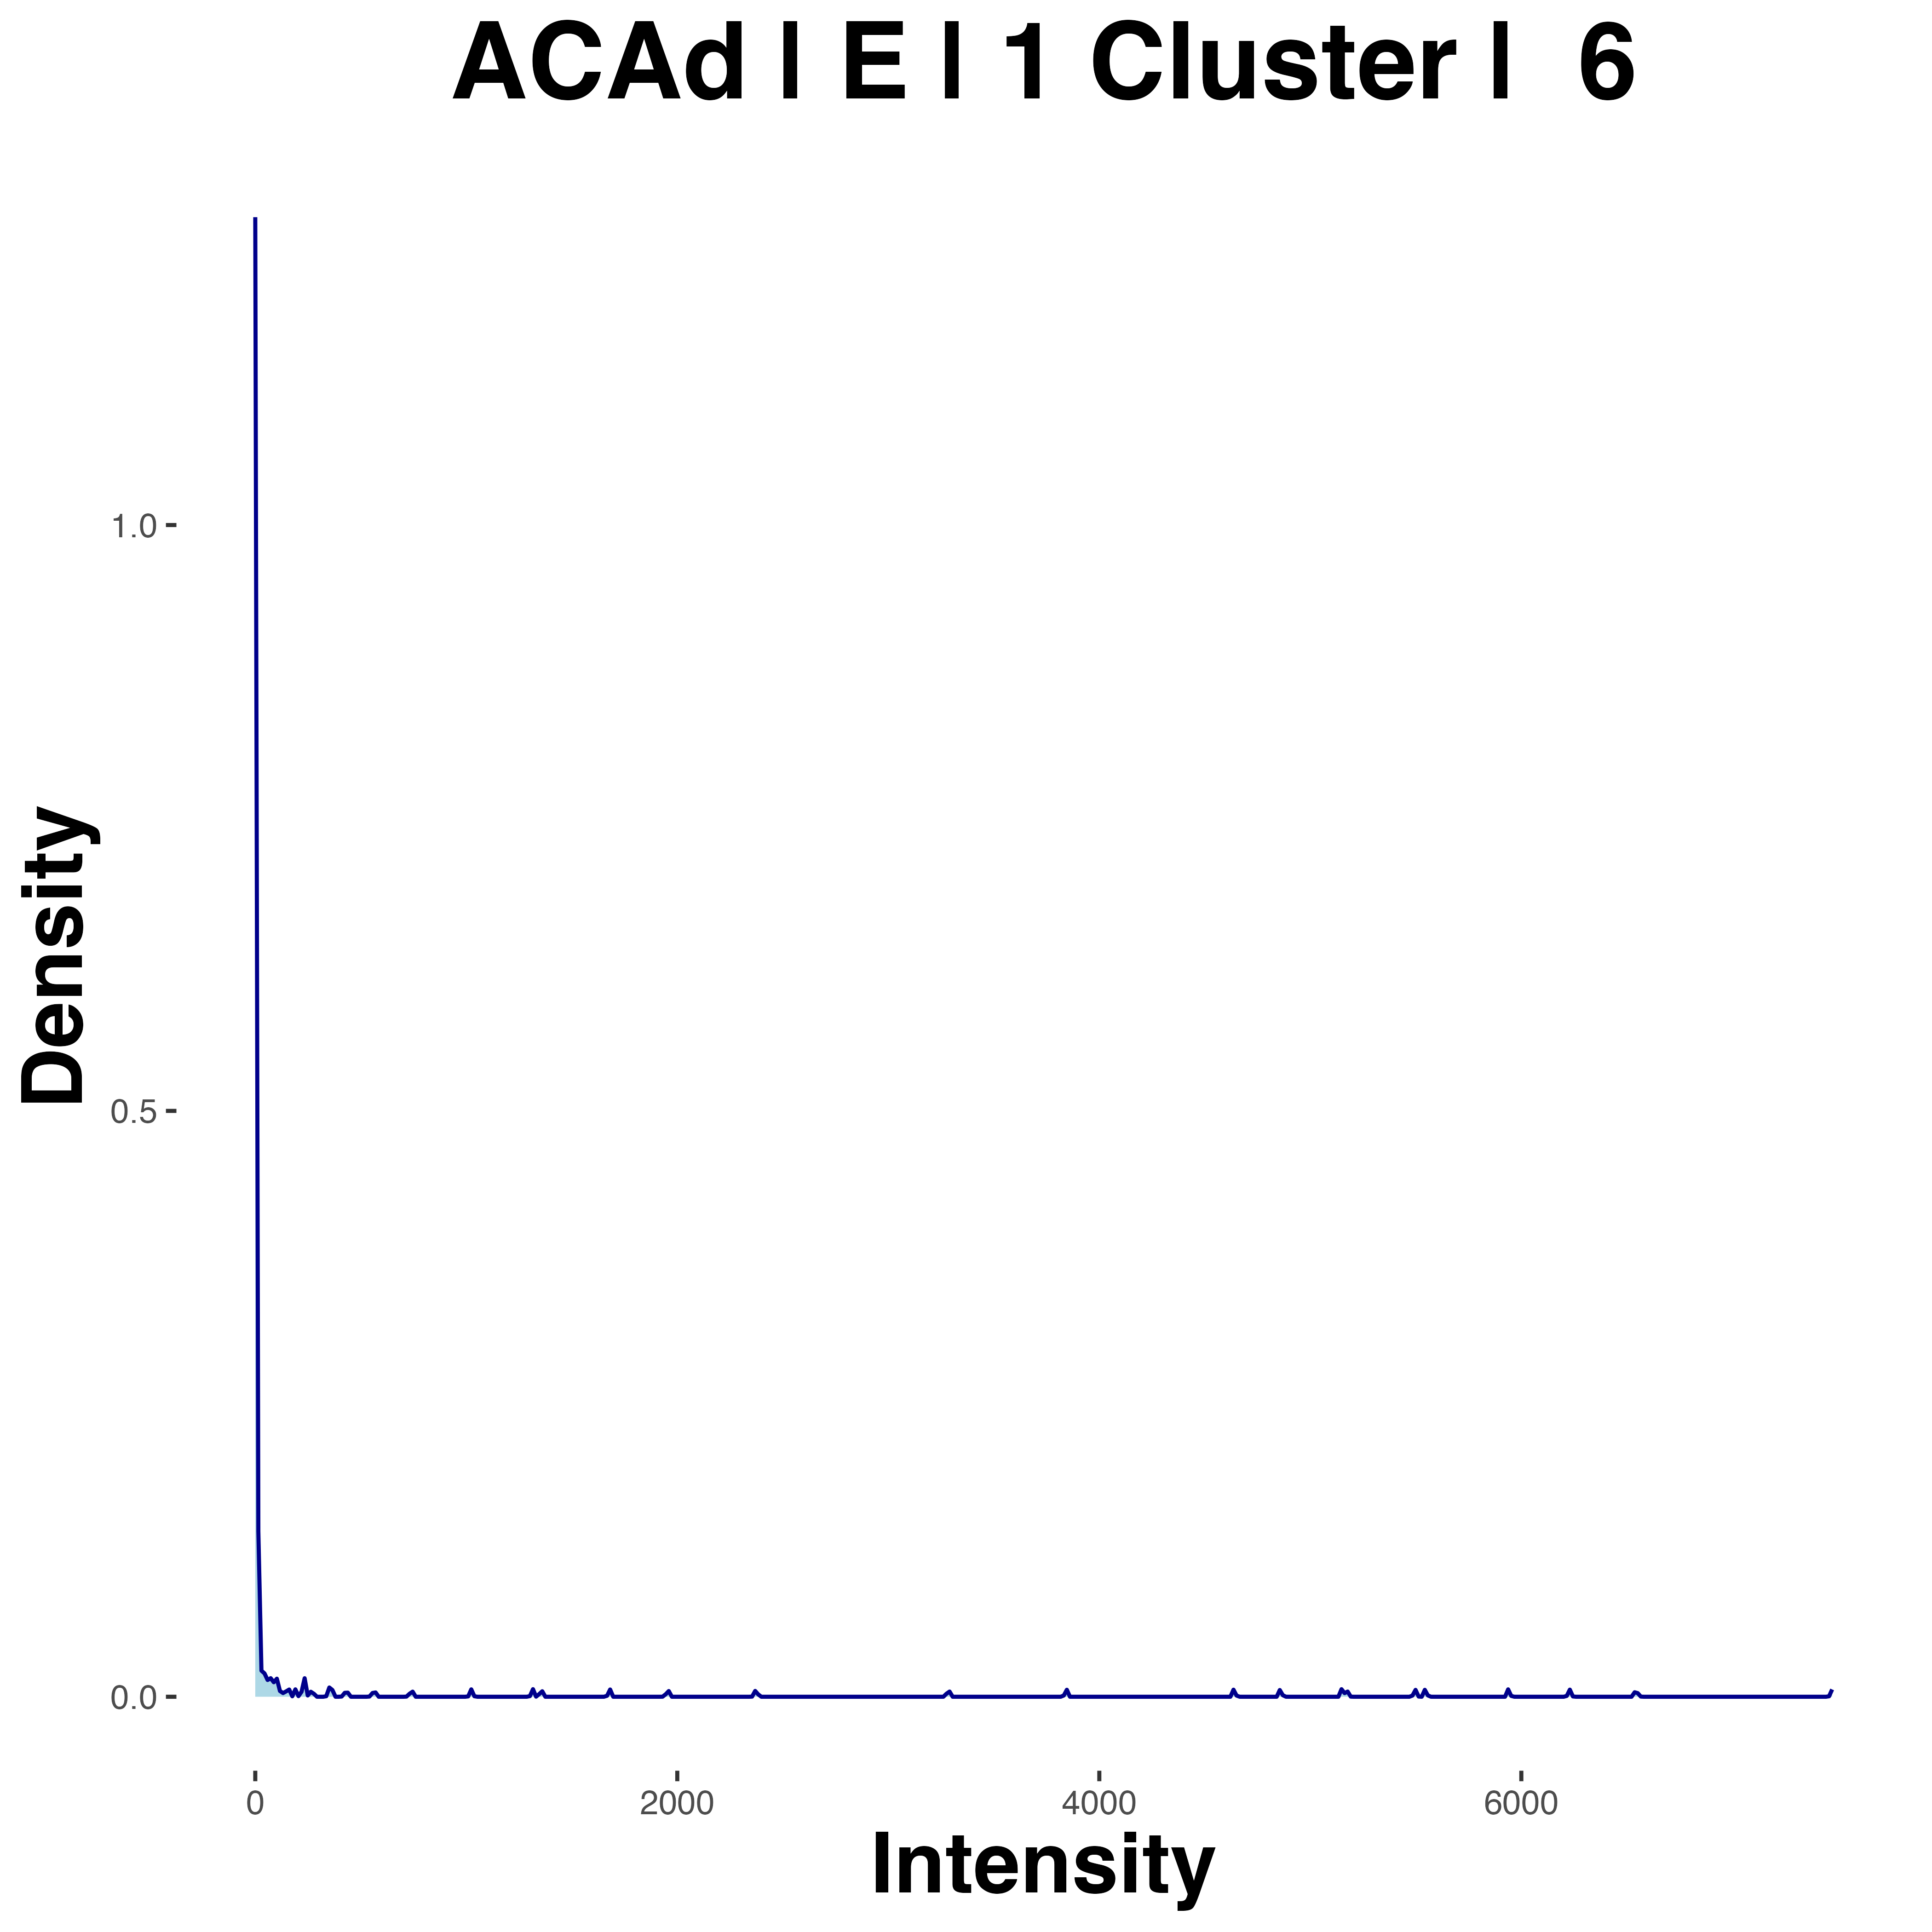 ACAd | E | 1 Cluster |  6
Density
1.0
0.5
0.0
0 2000 4000 6000
Intensity